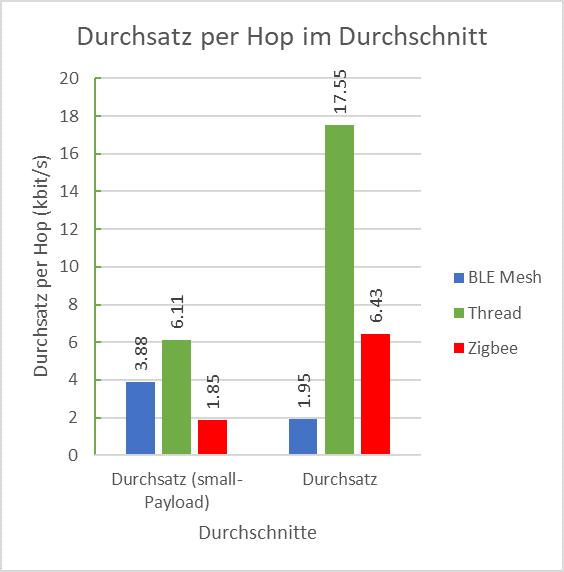 Durchsatz per Hop im Durchschnitt
Durchsatz per Hop (kbit/s)
20
18
16
14
12
10
8
6
4
2
0
3.88
6.11
1.85
1.95
17.55
6.43
Durchsatz (small-
Payload)
Durchsatz
Durchschnitte
BLE Mesh
Thread
Zigbee